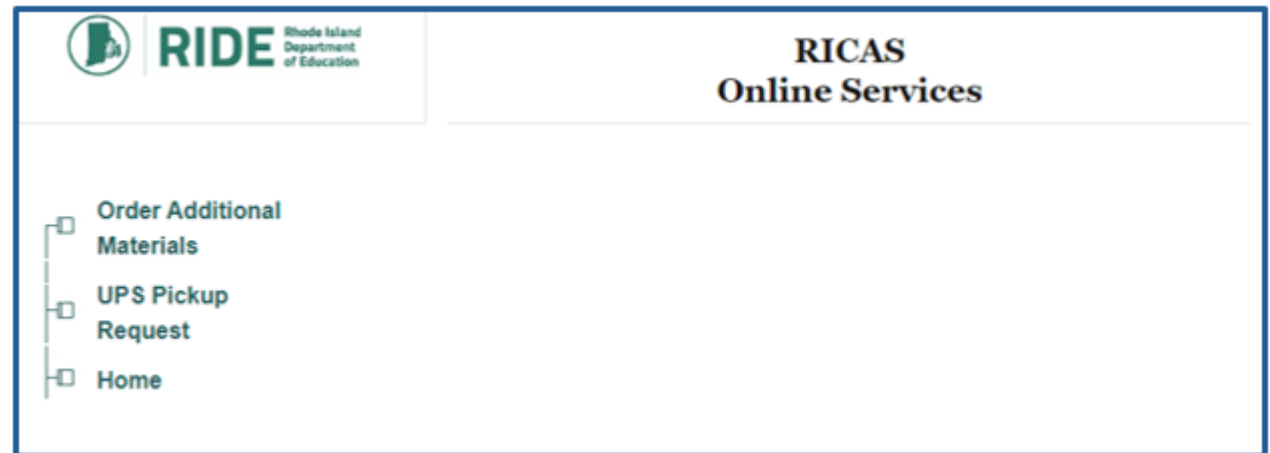 RIDE
Rhode Island
Department
of Education
RICAS
Online Services
Order Additional
Materials
UPS Pickup
Request
Home